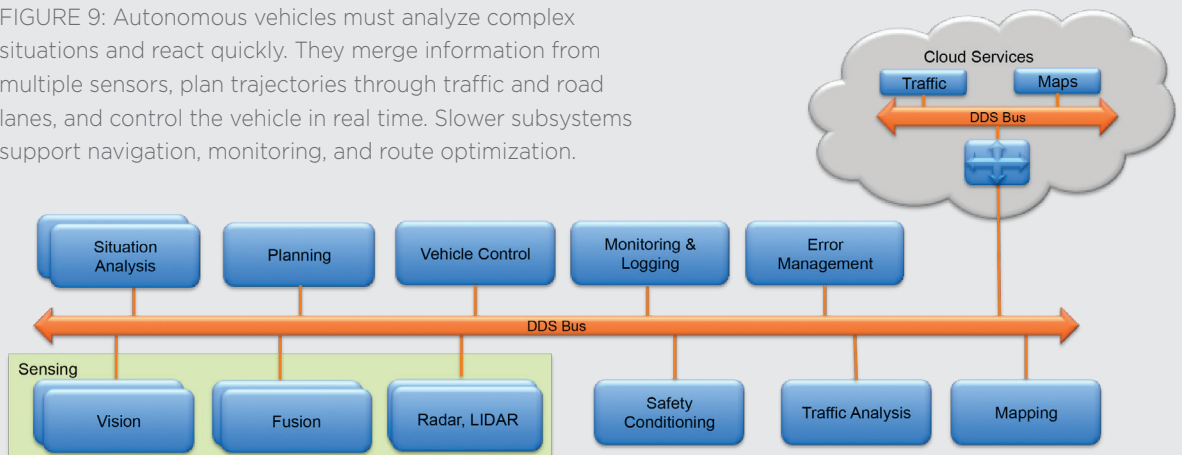 FIGURE 9: Autonomous vehicles must analyze complex
situations and react quickly. They merge information from
multiple sensors, plan trajectories through traffic and road
lanes, and control the vehicle in real time. Slower subsystems
support navigation, monitoring, and route optimization.
Cloud Services
Traffic
Maps
DDS Bus
Situation
Analysis
Planning
Vehicle Control
Monitoring &
Logging
Error
Management
DDS Bus
Sensing
Vision
Fusion
Radar, LIDAR
Safety
Conditioning
Traffic Analysis
Mapping